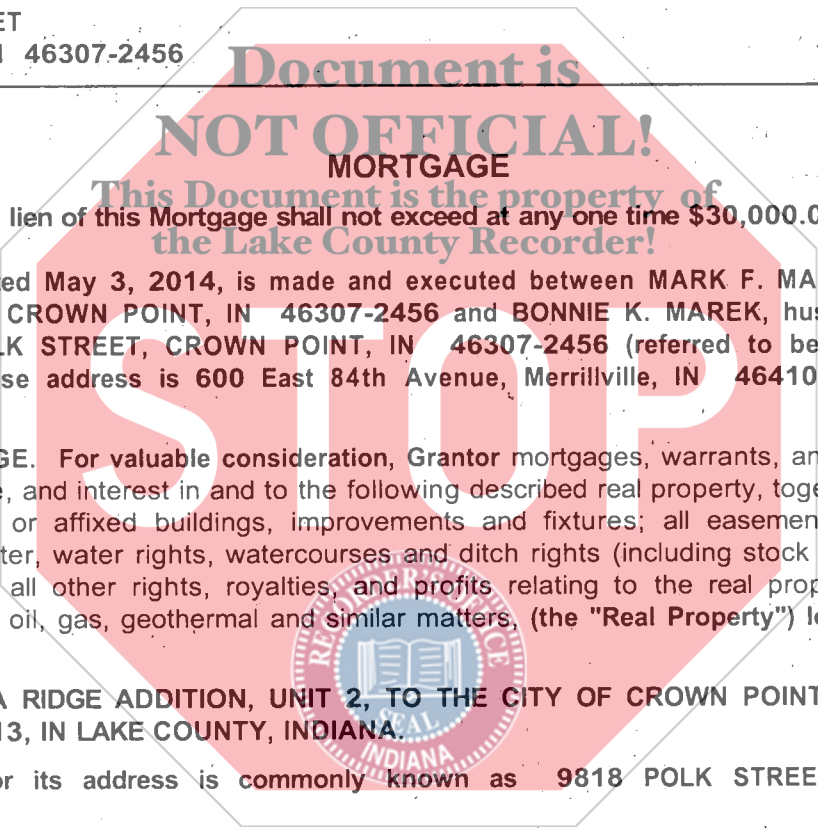 ET
46307-2456
Document is
NOT OFFICIAL!
MORTGAGE
This Document is the property of
lien of this Mortgage shall not exceed at any one time $30,000.0
the Lake County Recorder!
ed May 3, 2014, is made and executed between MARK F. MA
CROWN POINT, IN 46307-2456 and BONNIE K. MAREK, hus
LK STREET, CROWN POINT, IN 46307-2456 (referred to be
se address is 600 East 84th Avenue, Merrillville, IN 46410
STOP
GE. For valuable consideration, Grantor mortgages, warrants, an
e, and interest in and to the following described real property, toge
or affixed buildings, improvements and fixtures; all easemen
ter, water rights, watercourses and ditch rights (including stock
all other rights, royalties, and profits relating to the real prop
oil, gas, geothermal and similar matters, (the "Real Property") l
RECORDER'S OFFICE
SEAL
INDIANA
A RIDGE ADDITION, UNIT 2, TO THE CITY OF CROWN POINT
13, IN LAKE COUNTY, INDIANA.
or its address is commonly known as 9818 POLK STREE